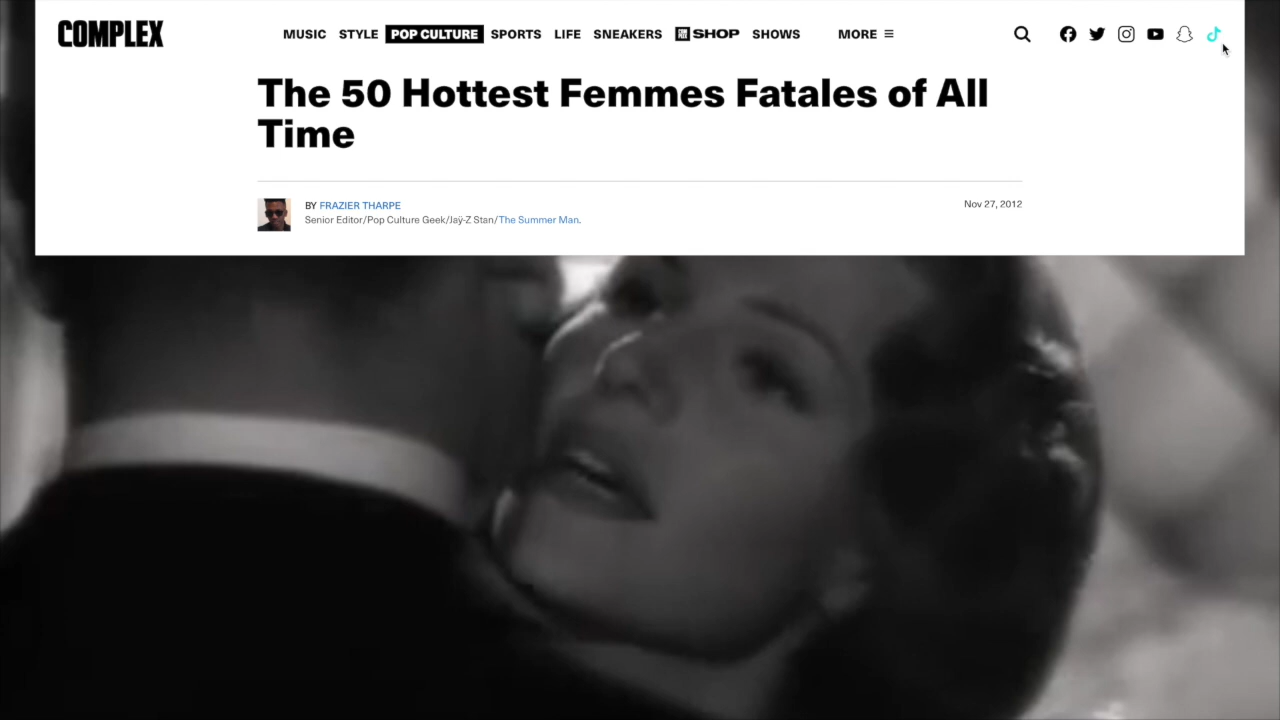 COMPLEX
MUSIC STYLE POP CULTURE SPORTS LIFE SNEAKERS COMPLEX SHOP SHOWS MORE
The 50 Hottest Femmes Fatales of All
Time
BY FRAZIER THARPE
Nov 27, 2012
Senior Editor/Pop Culture Geek/Jaÿ-Z Stan/The Summer Man.